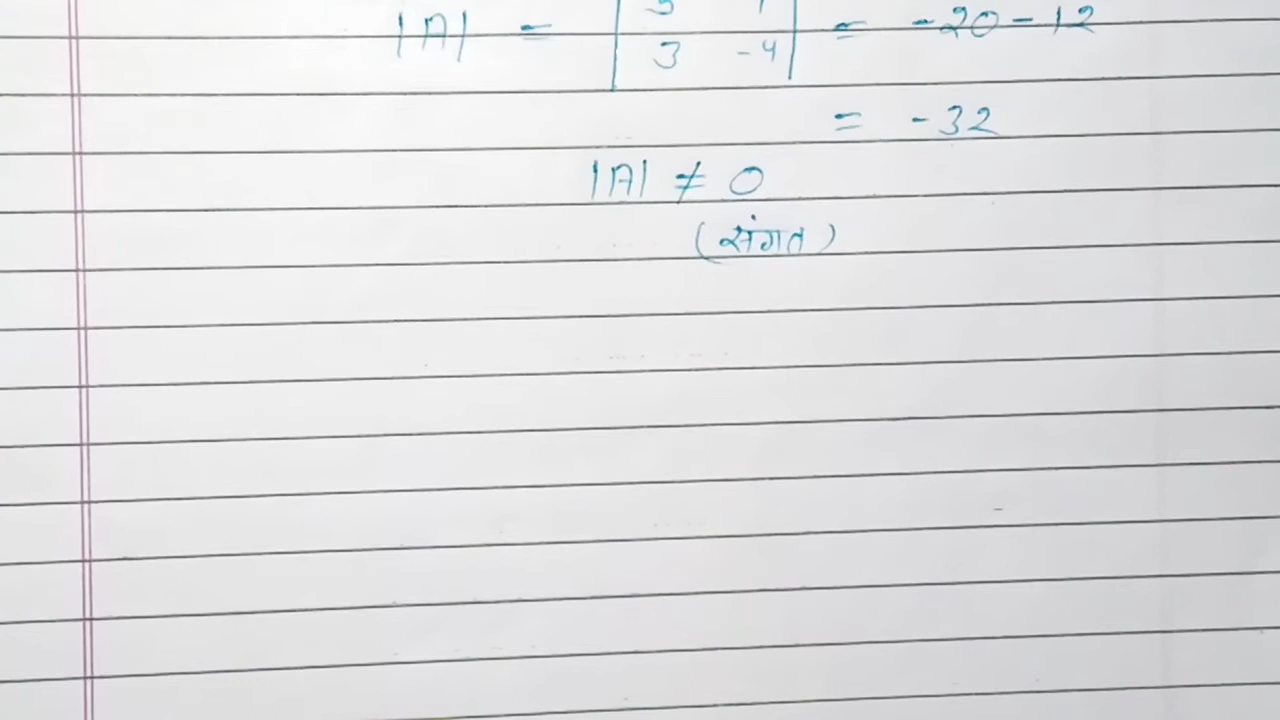 |A| = | 3 -4 | = -20-12
= -32
|A| ≠ 0
(संगत)